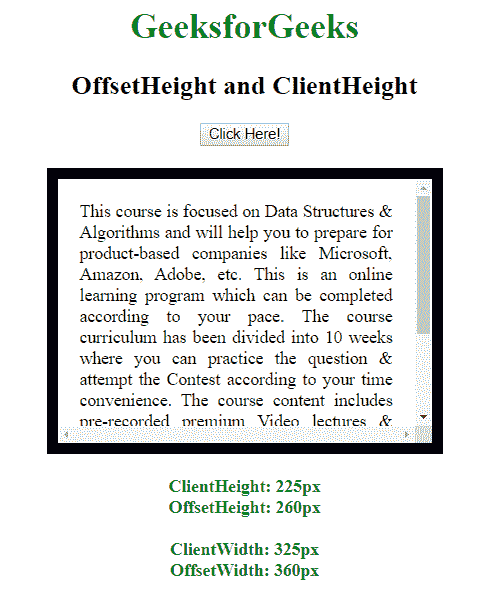 GeeksforGeeks
OffsetHeight and ClientHeight
Click Here!
This course is focused on Data Structures &
Algorithms and will help you to prepare for
product-based companies like Microsoft,
Amazon, Adobe, etc. This is an online
learning program which can be completed
according to your pace. The course
curriculum has been divided into 10 weeks
where you can practice the question &
attempt the Contest according to your time
convenience. The course content includes
pre-recorded premium Video lectures &
ClientHeight: 225px
OffsetHeight: 260px
ClientWidth: 325px
OffsetWidth: 360px